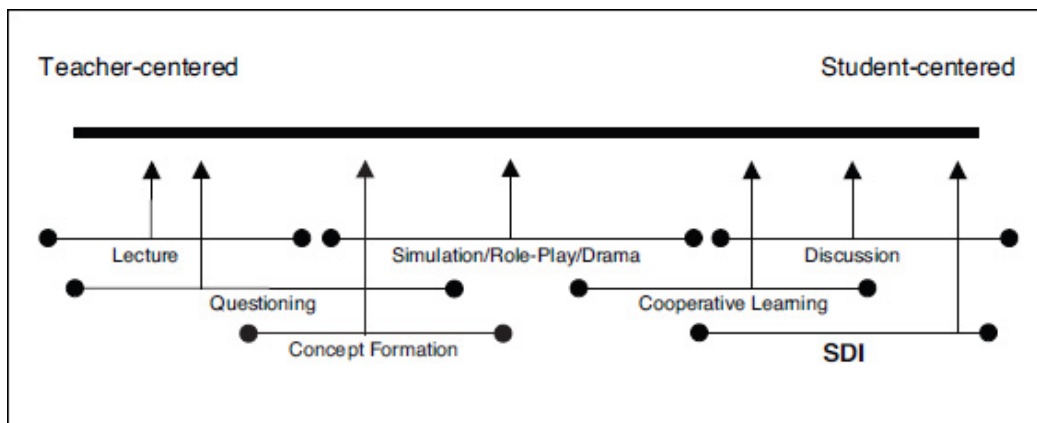 Teacher-centered
Student-centered
Lecture
Simulation/Role-Play/Drama
Discussion
Questioning
Cooperative Learning
Concept Formation
SDI